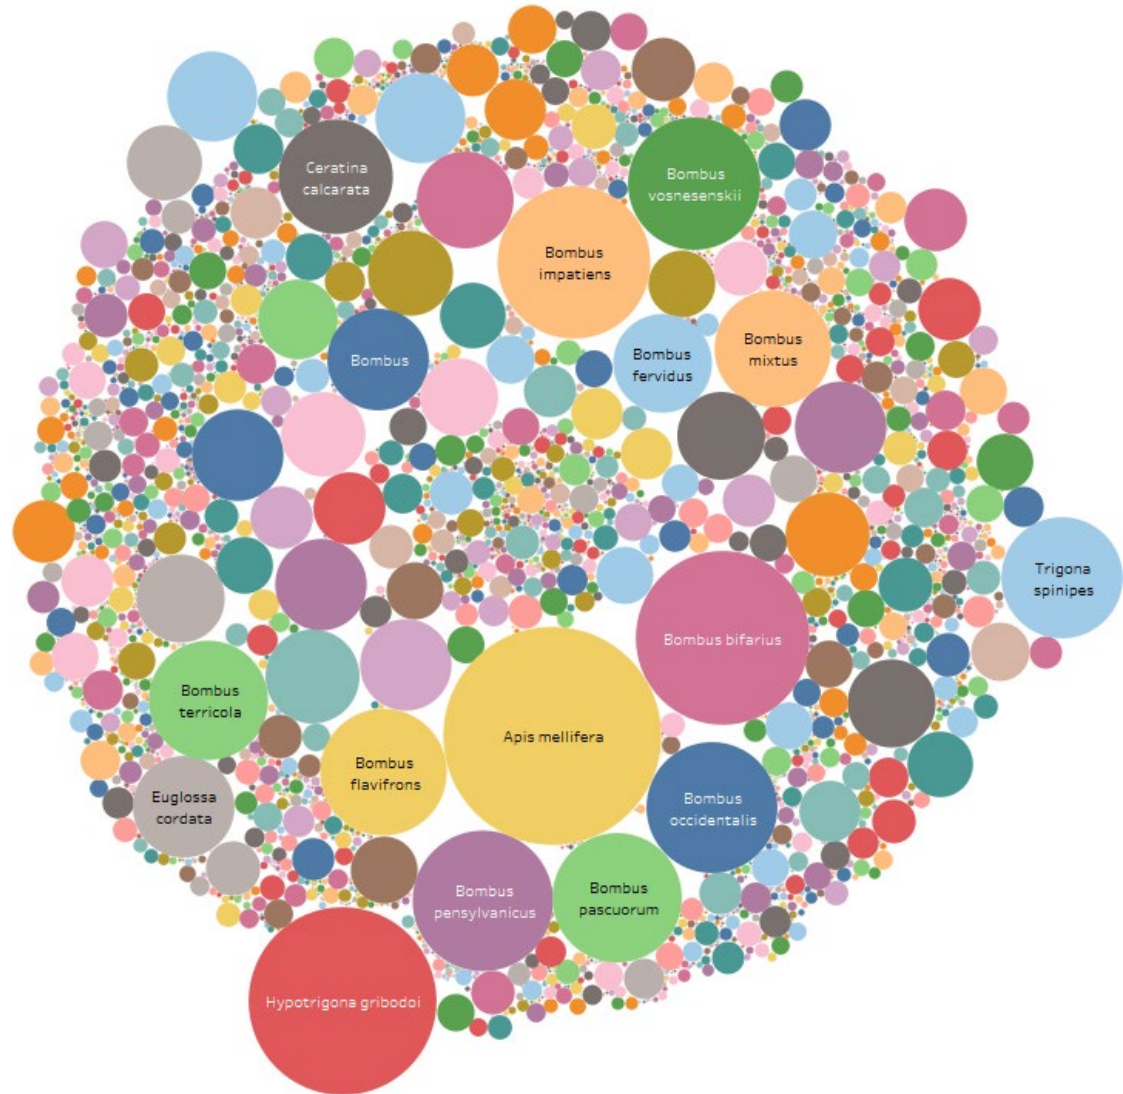 Ceratina
calcarata
Bombus
vosnesenskii
Bombus
impatiens
Bombus
Bombus
fervidus
Bombus
mixtus
Trigona
spinipes
Bombus bifarius
Bombus
terricola
Apis mellifera
Bombus
flavifrons
Euglossa
cordata
Bombus
occidentalis
Bombus
pensylvanicus
Bombus
pascuorum
Hypotrigona gribodoi